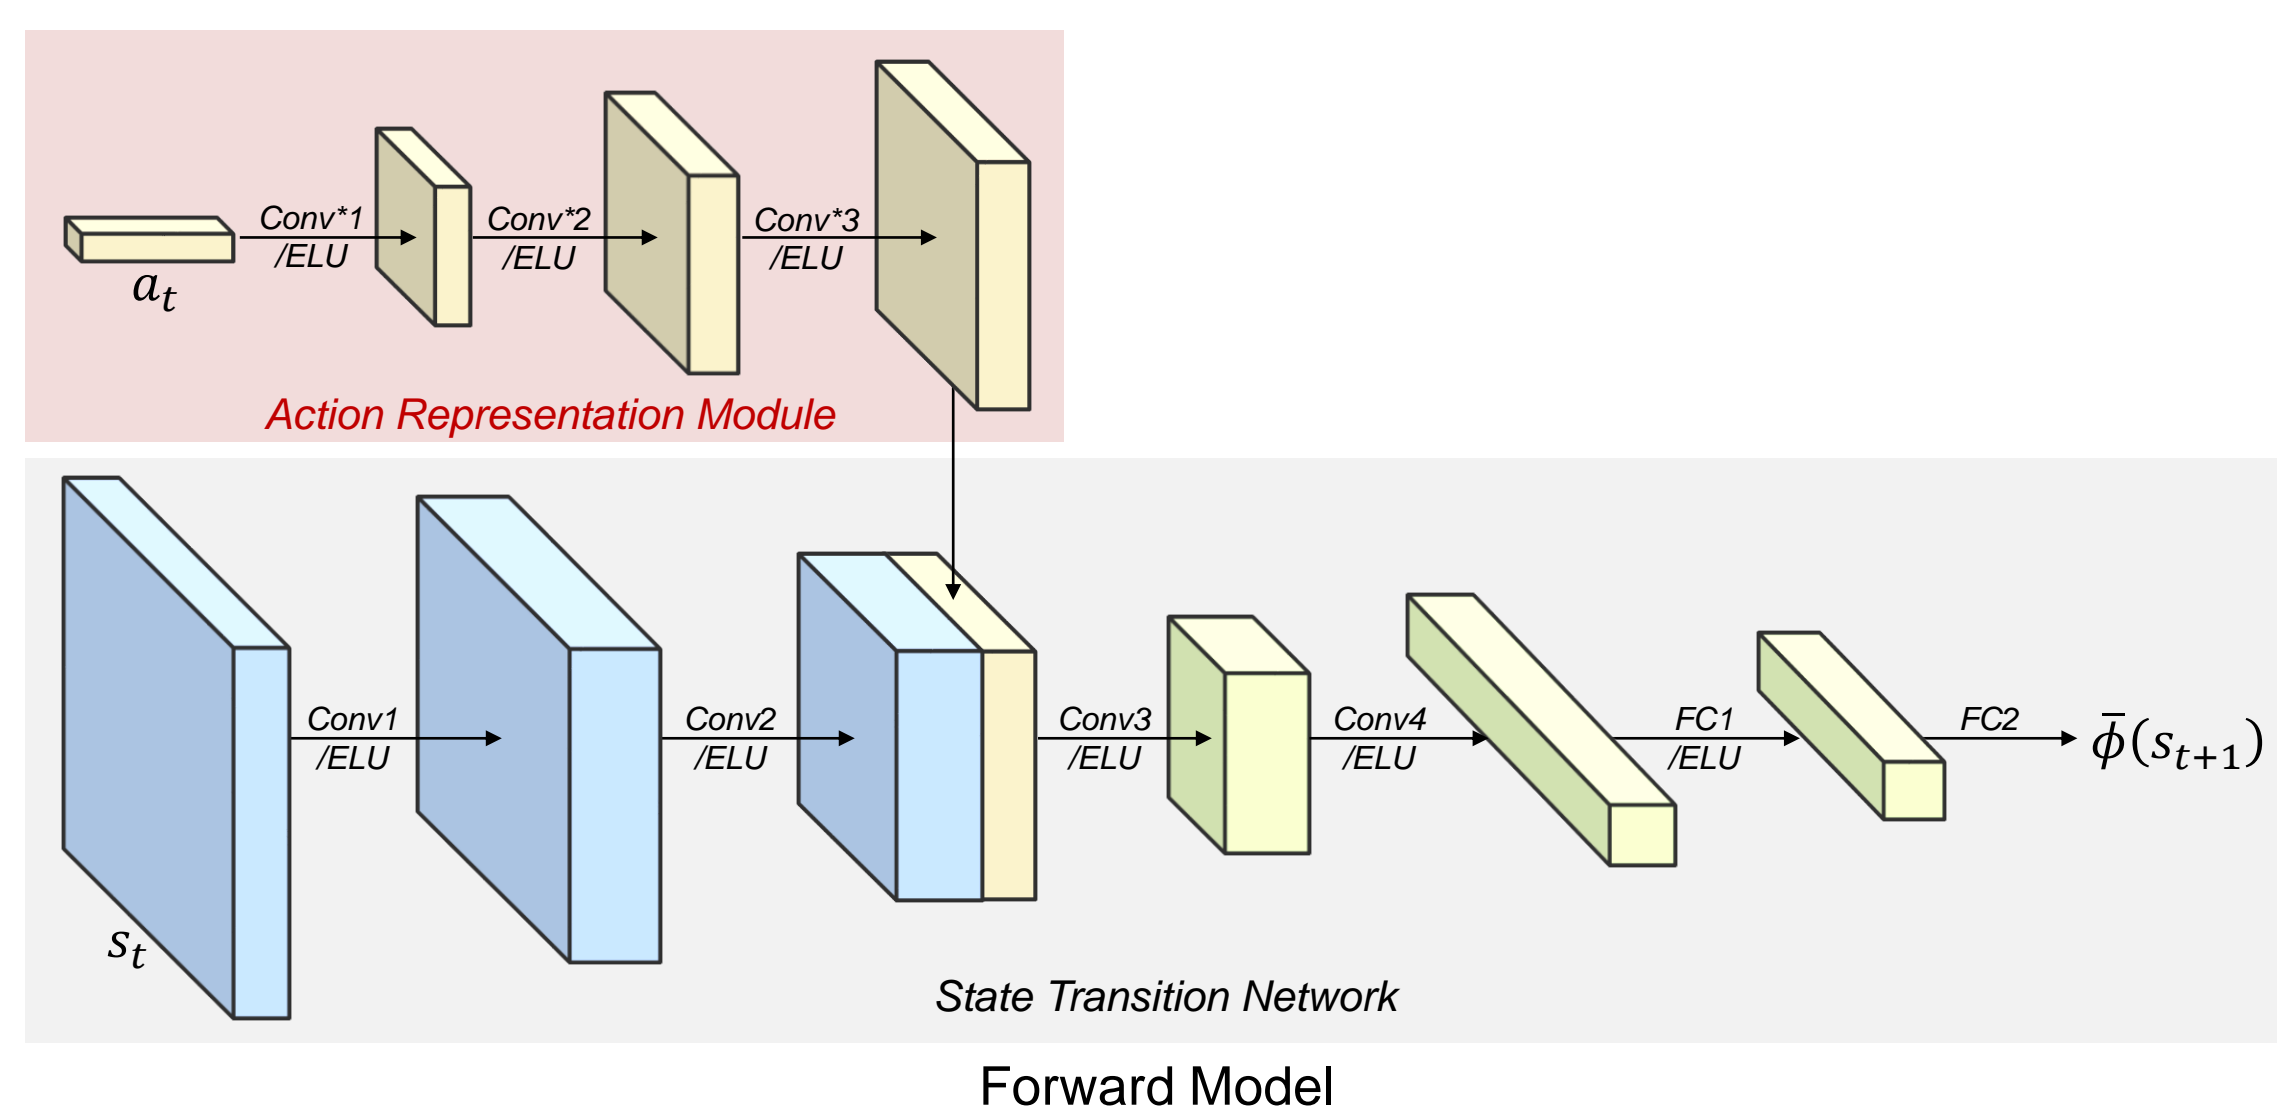 Conv*1
/ELU
Conv*2
/ELU
Conv*3
/ELU
a_t
Action Representation Module
Conv1
/ELU
Conv2
/ELU
Conv3
/ELU
Conv4
/ELU
FC1
/ELU
FC2
ϕ̄(s_{t+1})
s_t
State Transition Network
Forward Model